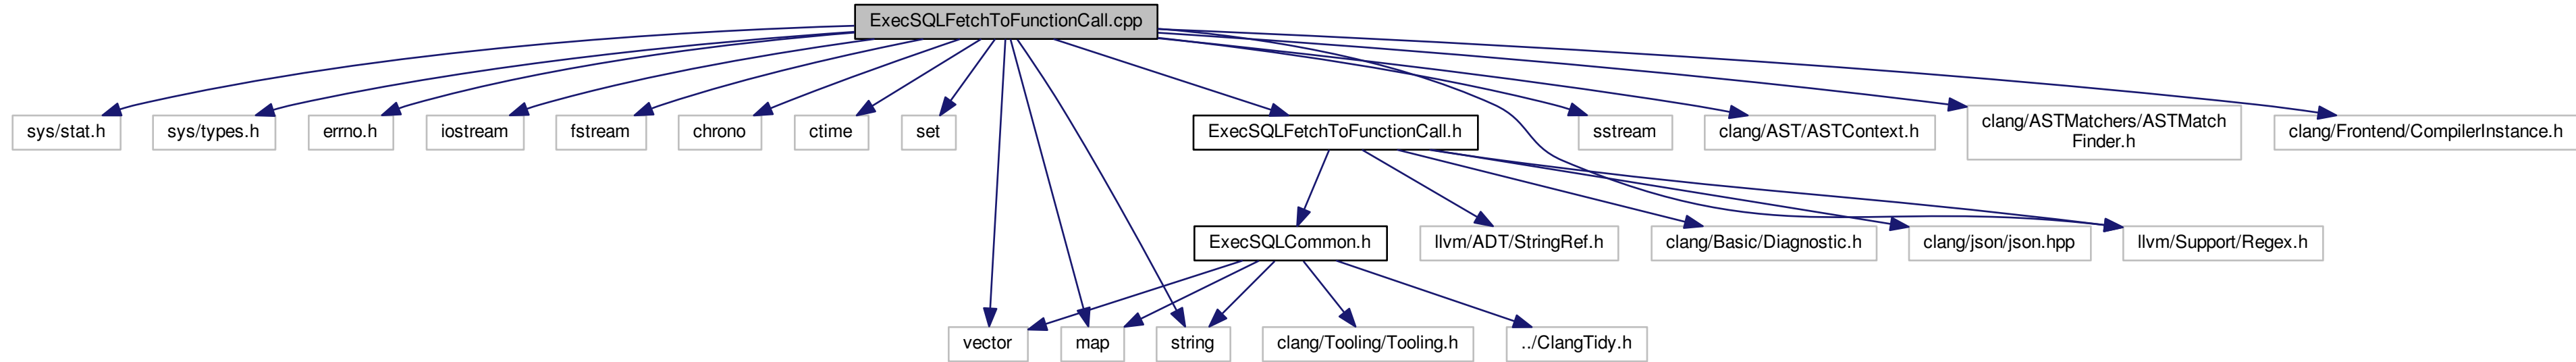 ExecSQLFetchToFunctionCall.cpp
sys/stat.h
sys/types.h
errno.h
iostream
fstream
chrono
ctime
set
ExecSQLFetchToFunctionCall.h
sstream
clang/AST/ASTContext.h
clang/ASTMatchers/ASTMatch
Finder.h
clang/Frontend/CompilerInstance.h
ExecSQLCommon.h
llvm/ADT/StringRef.h
clang/Basic/Diagnostic.h
clang/json/json.hpp
llvm/Support/Regex.h
vector
map
string
clang/Tooling/Tooling.h
../ClangTidy.h